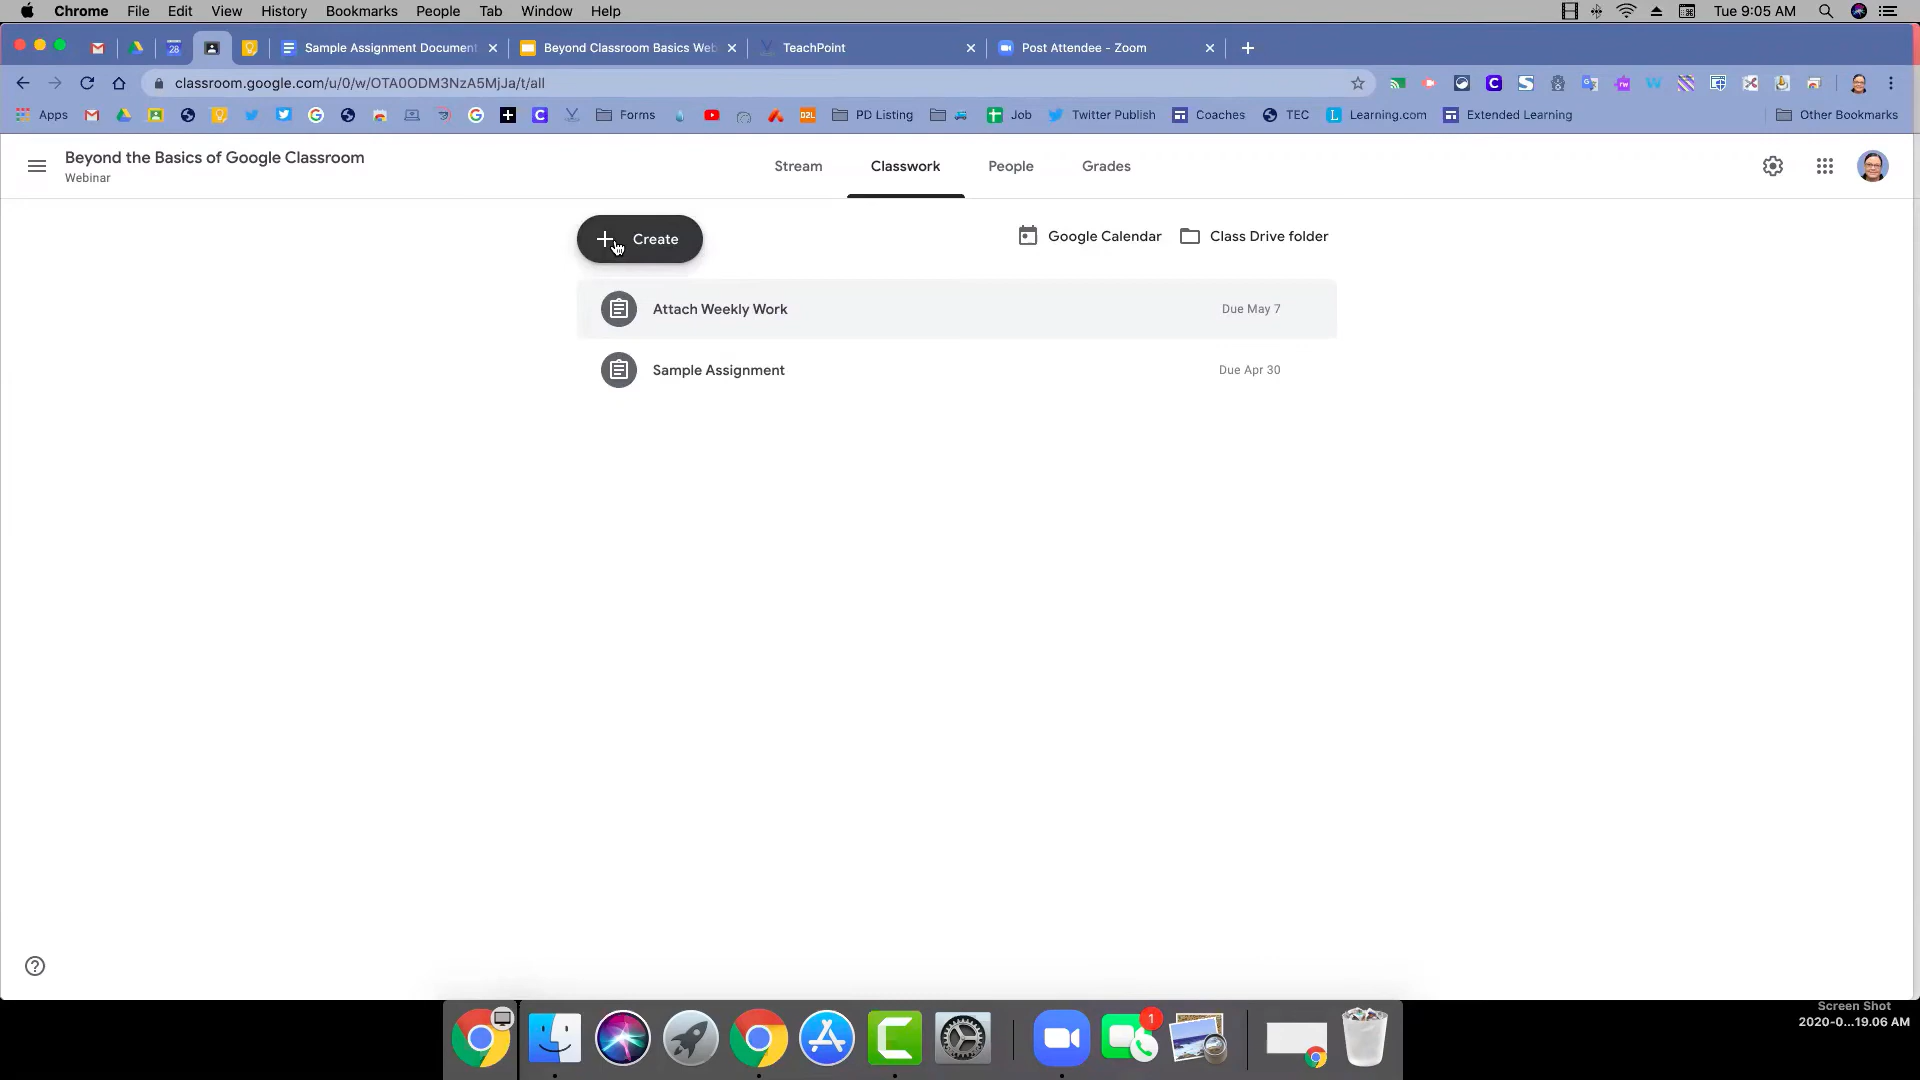 Chrome File Edit View History Bookmarks People Tab Window Help Tue 9:05 AM
28 Sample Assignment Document Beyond Classroom Basics Web TeachPoint Post Attendee - Zoom
classroom.google.com/u/0/w/OTA0ODM3NzA5MjJa/t/all
Apps Forms D2L PD Listing Job Twitter Publish Coaches TEC Learning.com Extended Learning Other Bookmarks
Beyond the Basics of Google Classroom
Webinar
Stream Classwork People Grades
Create
Google Calendar Class Drive folder
Attach Weekly Work Due May 7
Sample Assignment Due Apr 30
1
Screen Shot
2020-0...19.06 AM